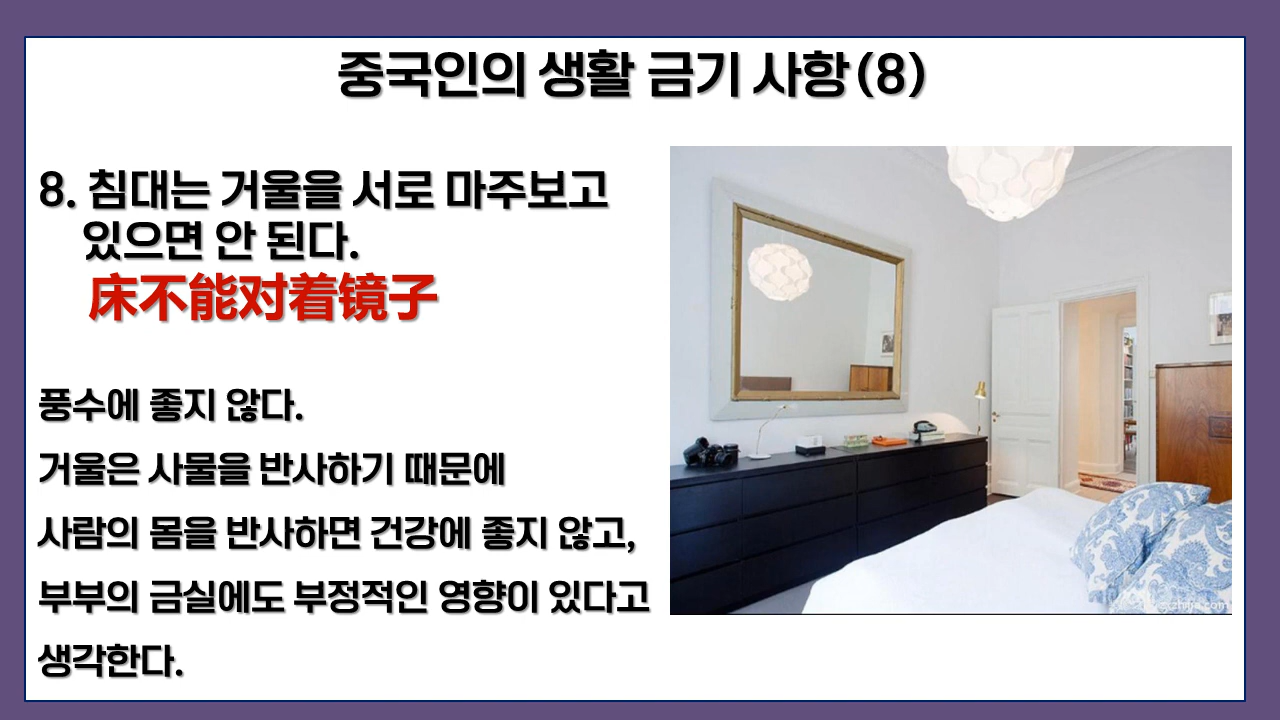 중국인의 생활 금기 사항(8)
8. 침대는 거울을 서로 마주보고
있으면 안 된다.
床不能对着镜子
풍수에 좋지 않다.
거울은 사물을 반사하기 때문에
사람의 몸을 반사하면 건강에 좋지 않고,
부부의 금실에도 부정적인 영향이 있다고
생각한다.